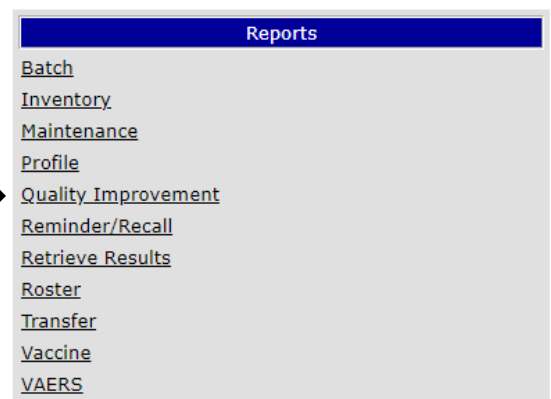 Reports
Batch
Inventory
Maintenance
Profile
Quality Improvement
Reminder/Recall
Retrieve Results
Roster
Transfer
Vaccine
VAERS